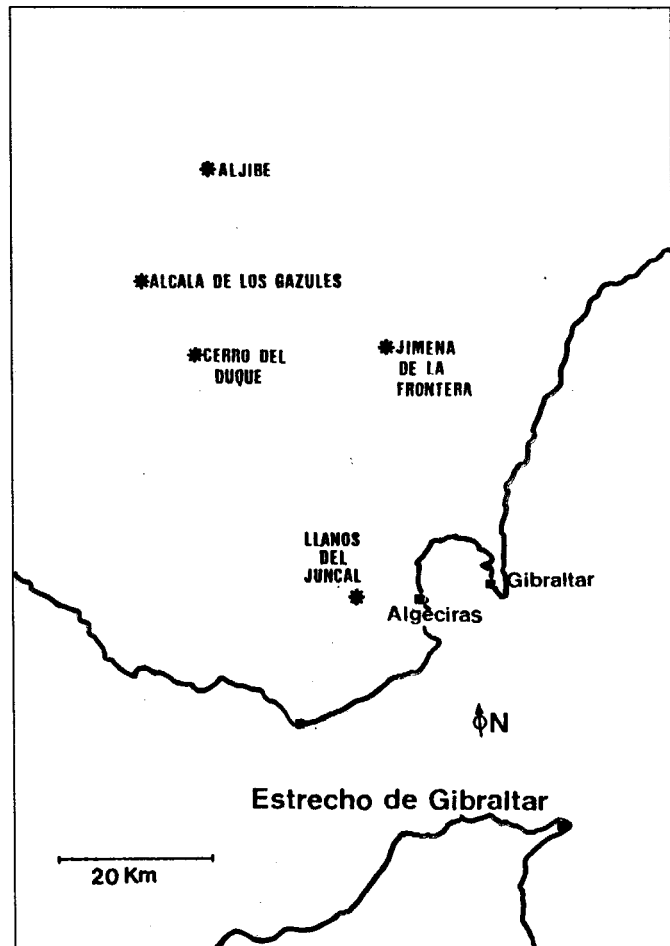 ALJIBE
ALCALA DE LOS GAZULES
CERRO DEL
DUQUE
JIMENA
DE LA
FRONTERA
LLANOS
DEL
JUNCAL
Gibraltar
Algeciras
N
Estrecho de Gibraltar
20 Km